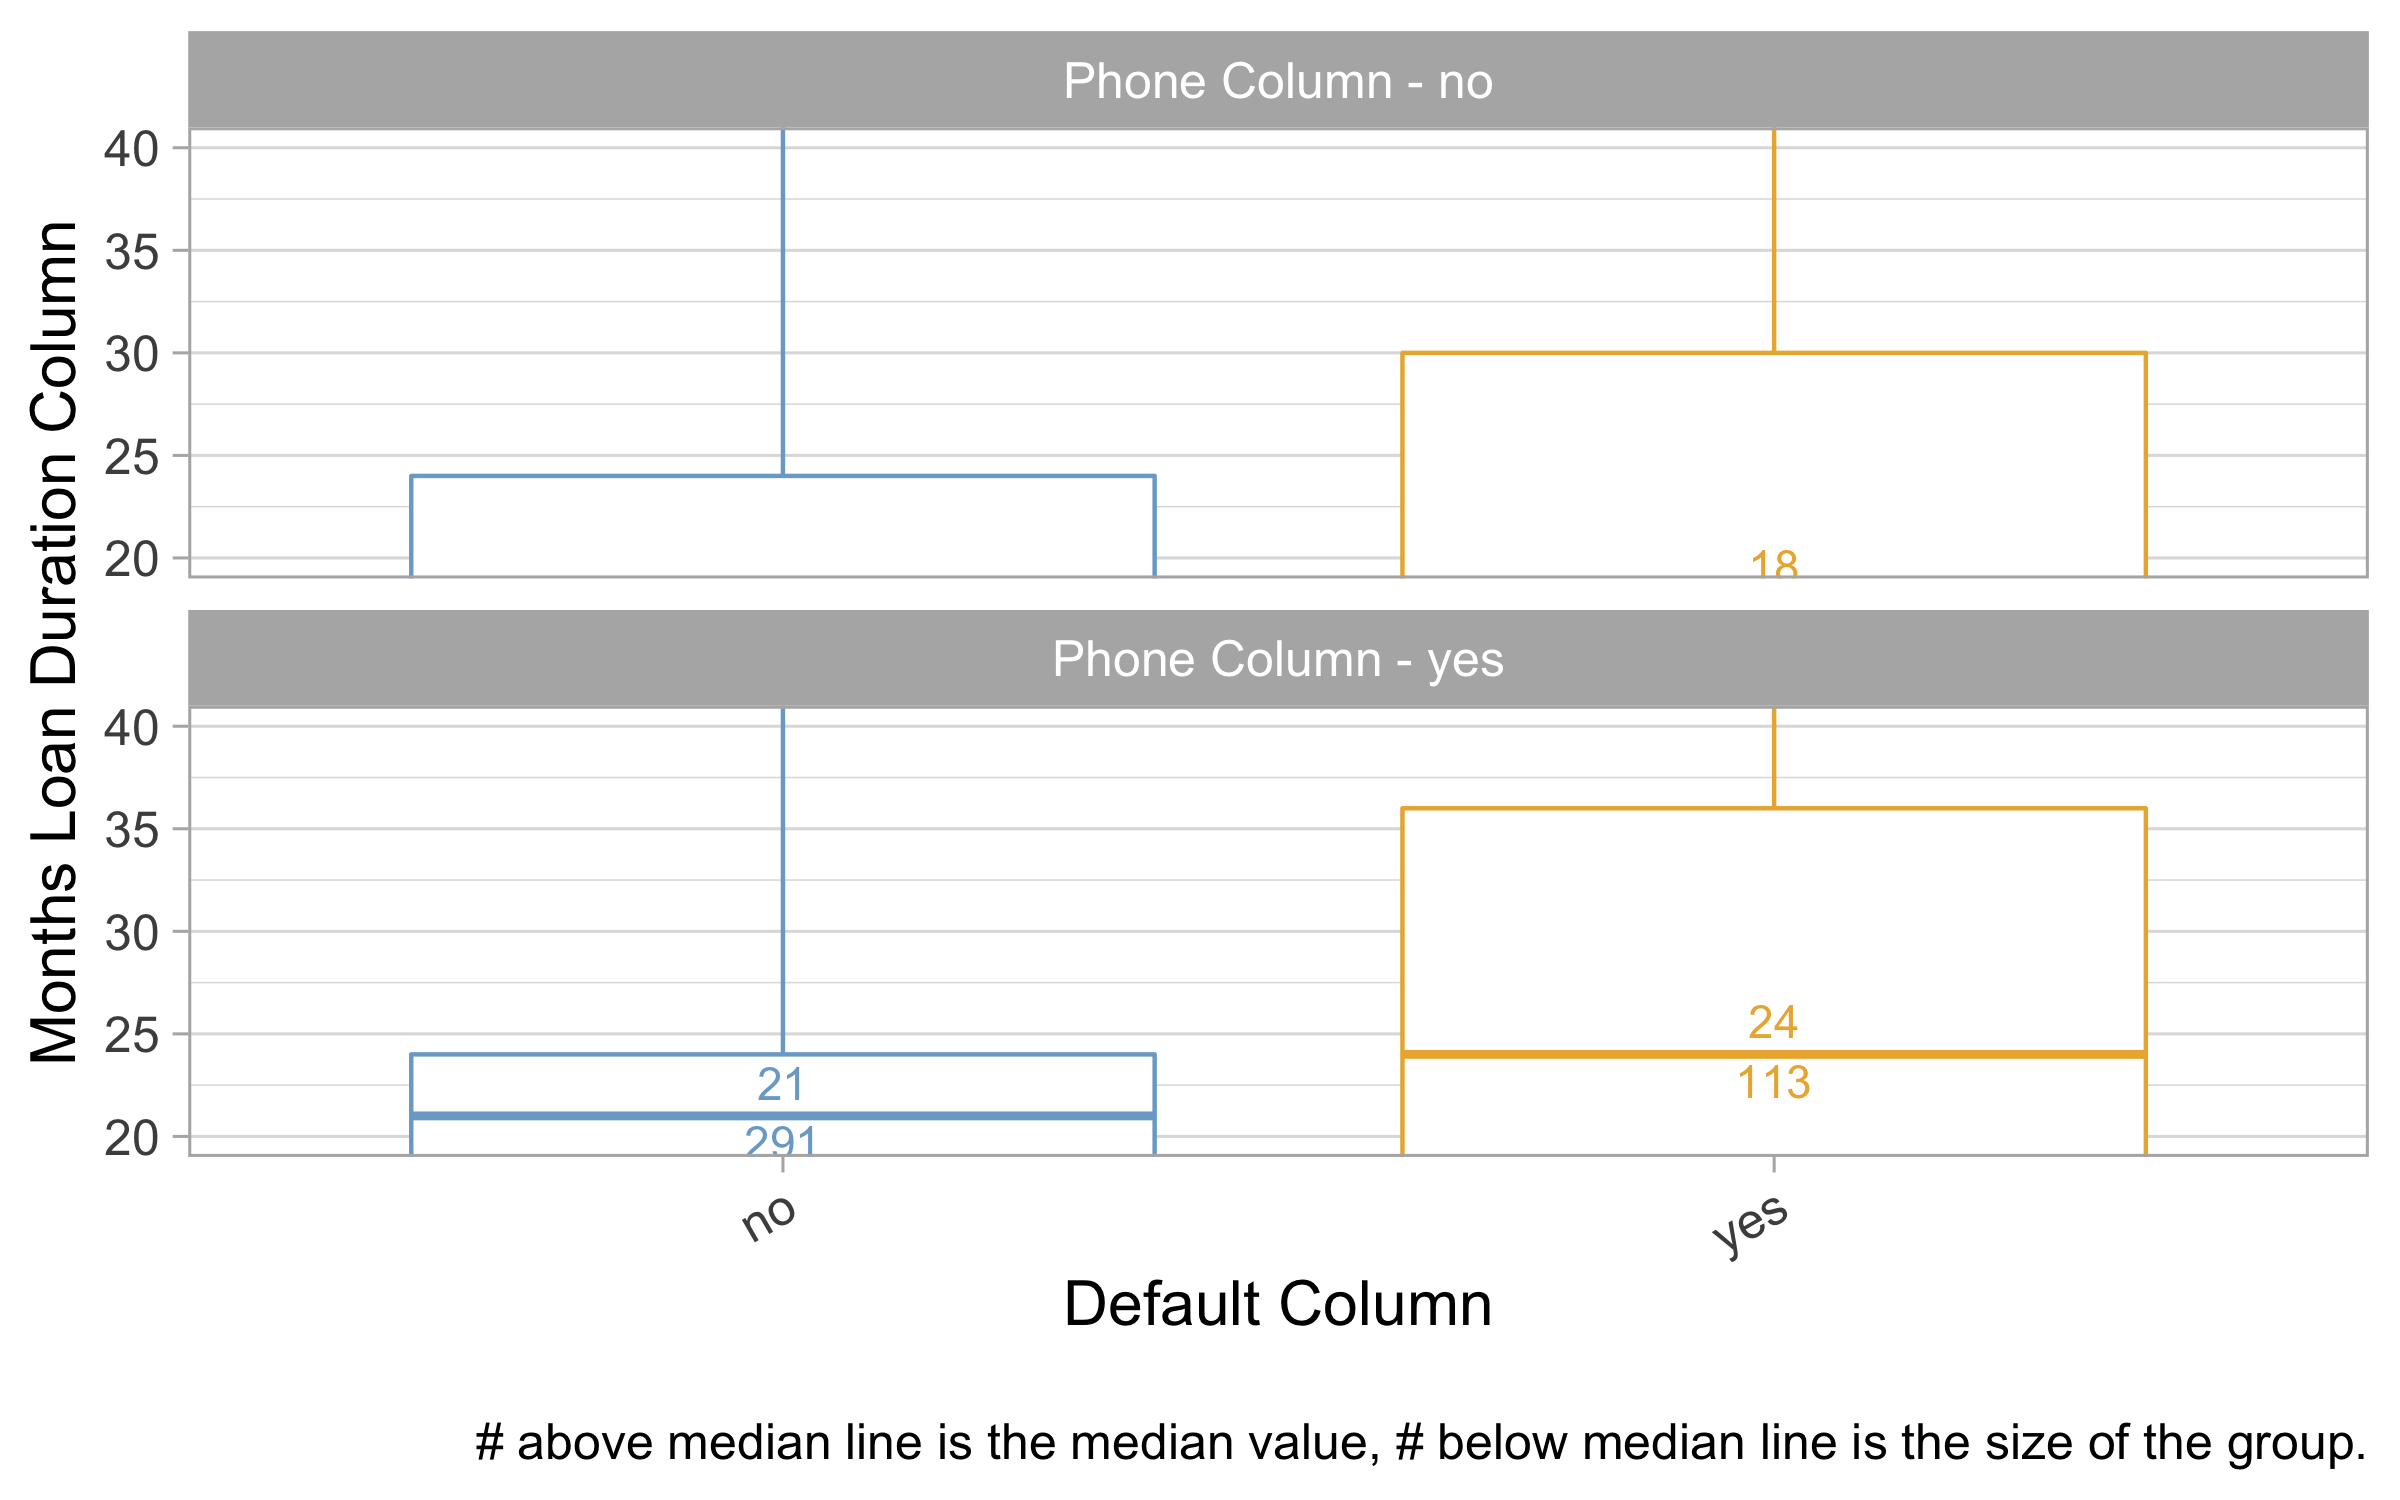 Phone Column - no
40
35
30
25
20
18
Phone Column - yes
40
35
30
25
20
24
113
21
291
no
yes
Months Loan Duration Column
Default Column
# above median line is the median value, # below median line is the size of the group.